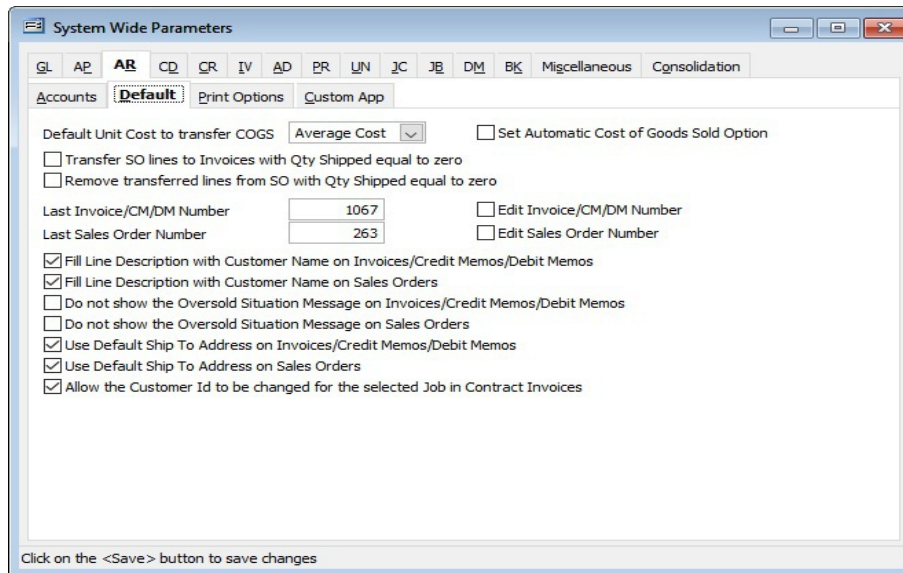 System Wide Parameters
GL AP AR CD CR IV AD PR UN JC JB DM BK Miscellaneous Consolidation
Accounts Default Print Options Custom App
Default Unit Cost to transfer COGS Average Cost Set Automatic Cost of Goods Sold Option
Transfer SO lines to Invoices with Qty Shipped equal to zero
Remove transferred lines from SO with Qty Shipped equal to zero
Last Invoice/CM/DM Number 1067 Edit Invoice/CM/DM Number
Last Sales Order Number 263 Edit Sales Order Number
Fill Line Description with Customer Name on Invoices/Credit Memos/Debit Memos
Fill Line Description with Customer Name on Sales Orders
Do not show the Oversold Situation Message on Invoices/Credit Memos/Debit Memos
Do not show the Oversold Situation Message on Sales Orders
Use Default Ship To Address on Invoices/Credit Memos/Debit Memos
Use Default Ship To Address on Sales Orders
Allow the Customer Id to be changed for the selected Job in Contract Invoices
Click on the <Save> button to save changes